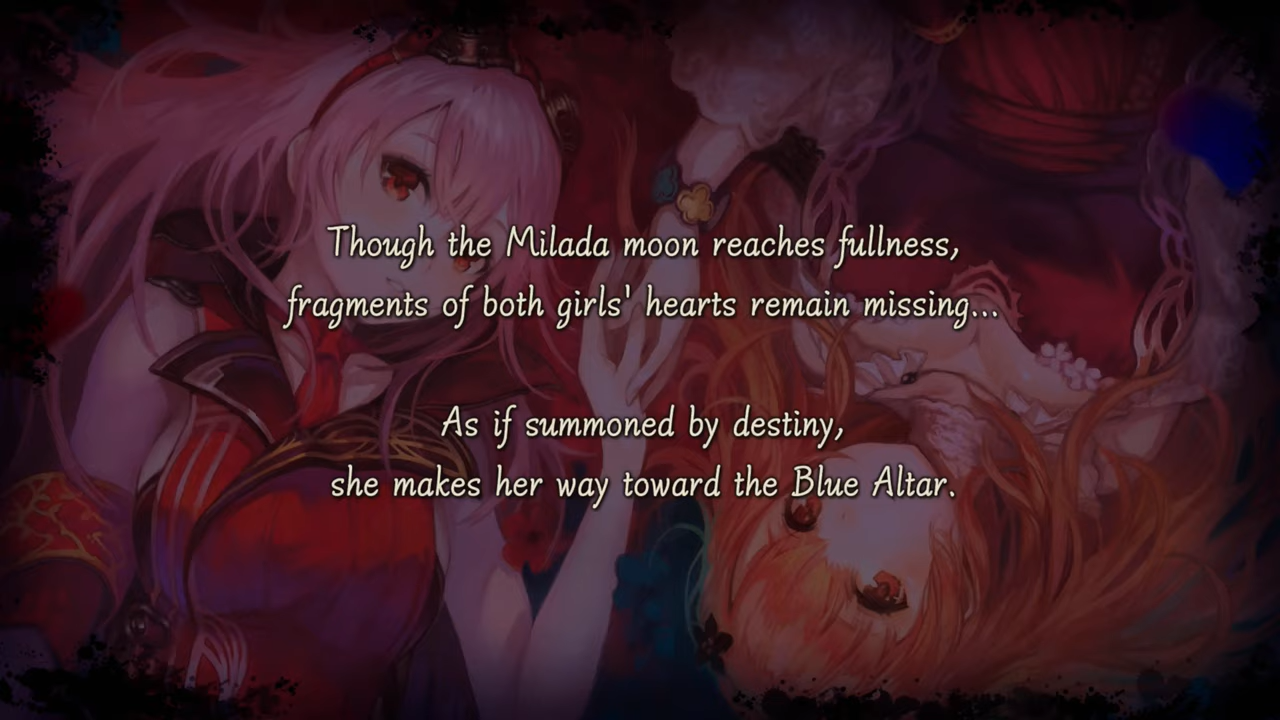 Though the Milada moon reaches fullness,
fragments of both girls' hearts remain missing...
As if summoned by destiny,
she makes her way toward the Blue Altar.